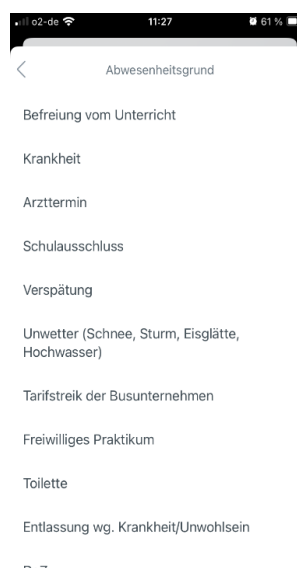 o2-de 11:27 61 %
Abwesenheitsgrund
Befreiung vom Unterricht
Krankheit
Arzttermin
Schulausschluss
Verspätung
Unwetter (Schnee, Sturm, Eisglätte,
Hochwasser)
Tarifstreik der Busunternehmen
Freiwilliges Praktikum
Toilette
Entlassung wg. Krankheit/Unwohlsein